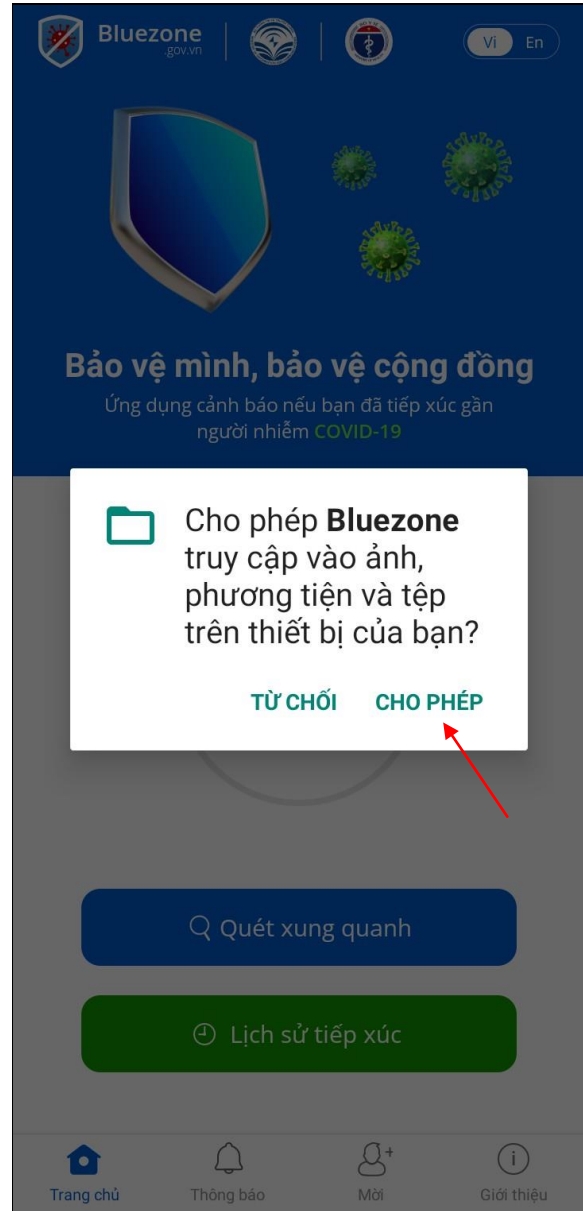 Bluezone
.gov.vn
Vi En
Bảo vệ mình, bảo vệ cộng đồng
Ứng dụng cảnh báo nếu bạn đã tiếp xúc gần
người nhiễm COVID-19
Cho phép Bluezone
truy cập vào ảnh,
phương tiện và tệp
trên thiết bị của bạn?
TỪ CHỐI CHO PHÉP
Quét xung quanh
Lịch sử tiếp xúc
Trang chủ Thông báo Mời Giới thiệu